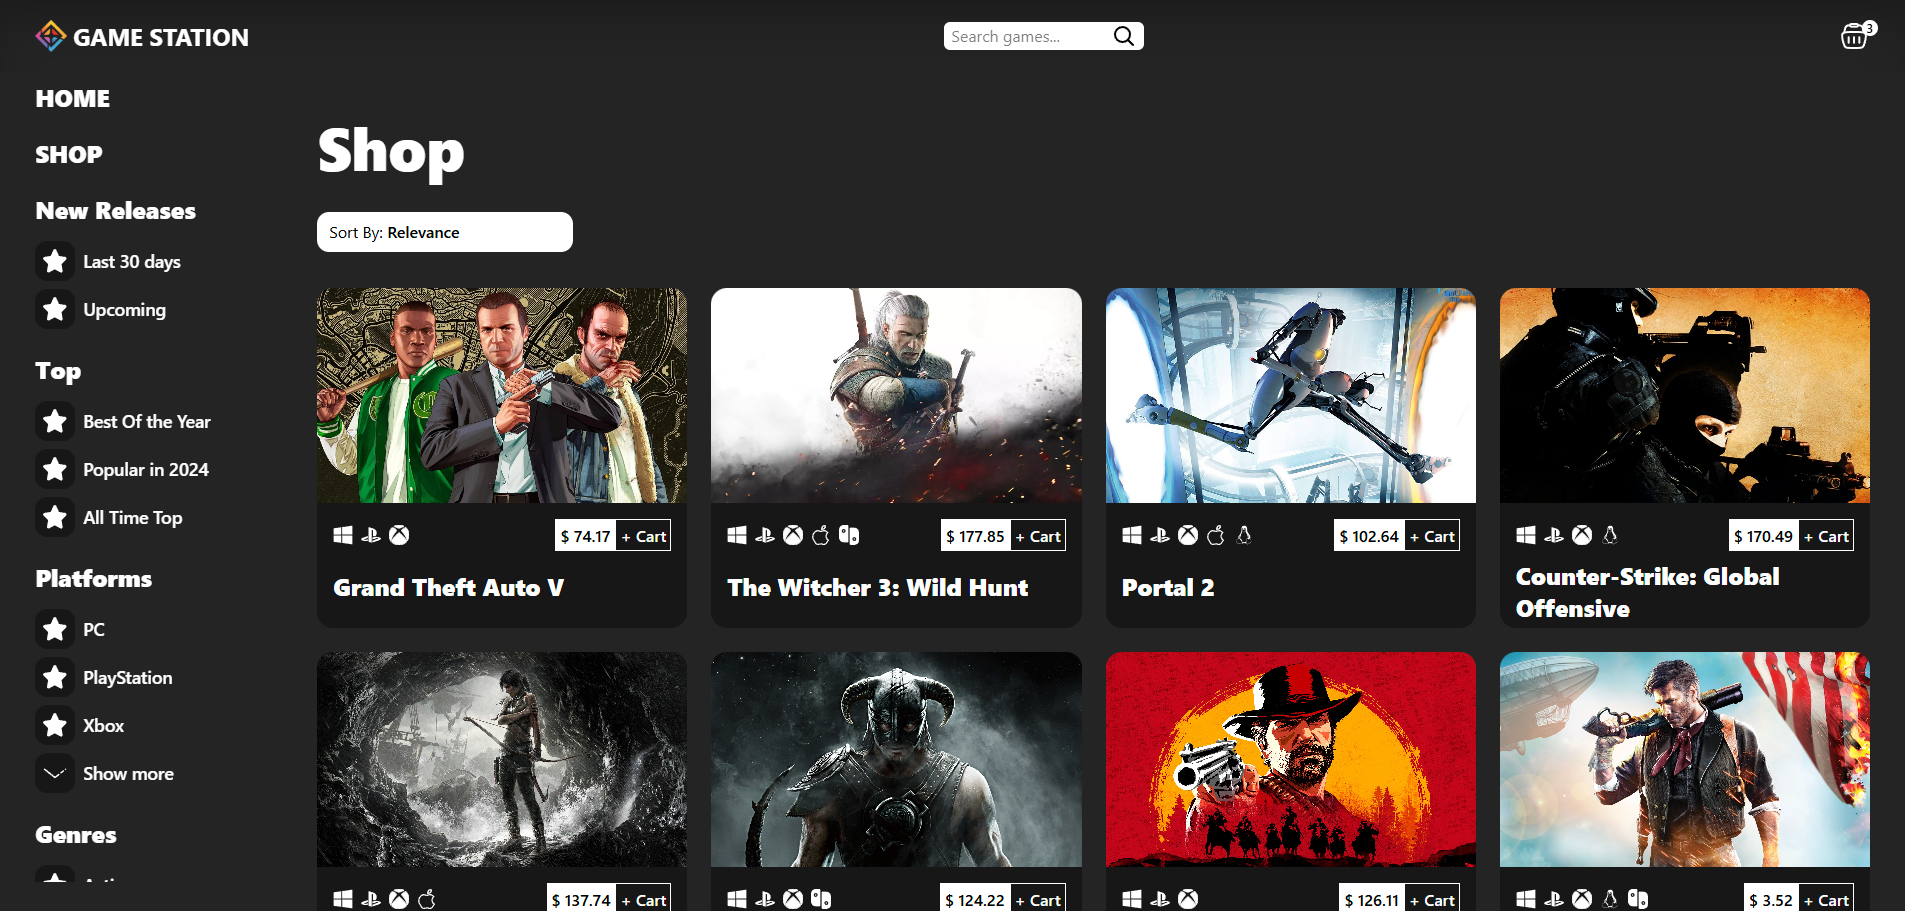 GAME STATION
Search games...
3
HOME
SHOP
New Releases
Last 30 days
Upcoming
Top
Best Of the Year
Popular in 2024
All Time Top
Platforms
PC
PlayStation
Xbox
Show more
Genres
Shop
Sort By: Relevance
$ 74.17 + Cart
Grand Theft Auto V
$ 177.85 + Cart
The Witcher 3: Wild Hunt
$ 102.64 + Cart
Portal 2
$ 170.49 + Cart
Counter-Strike: Global
Offensive
$ 137.74 + Cart
$ 124.22 + Cart
$ 126.11 + Cart
$ 3.52 + Cart